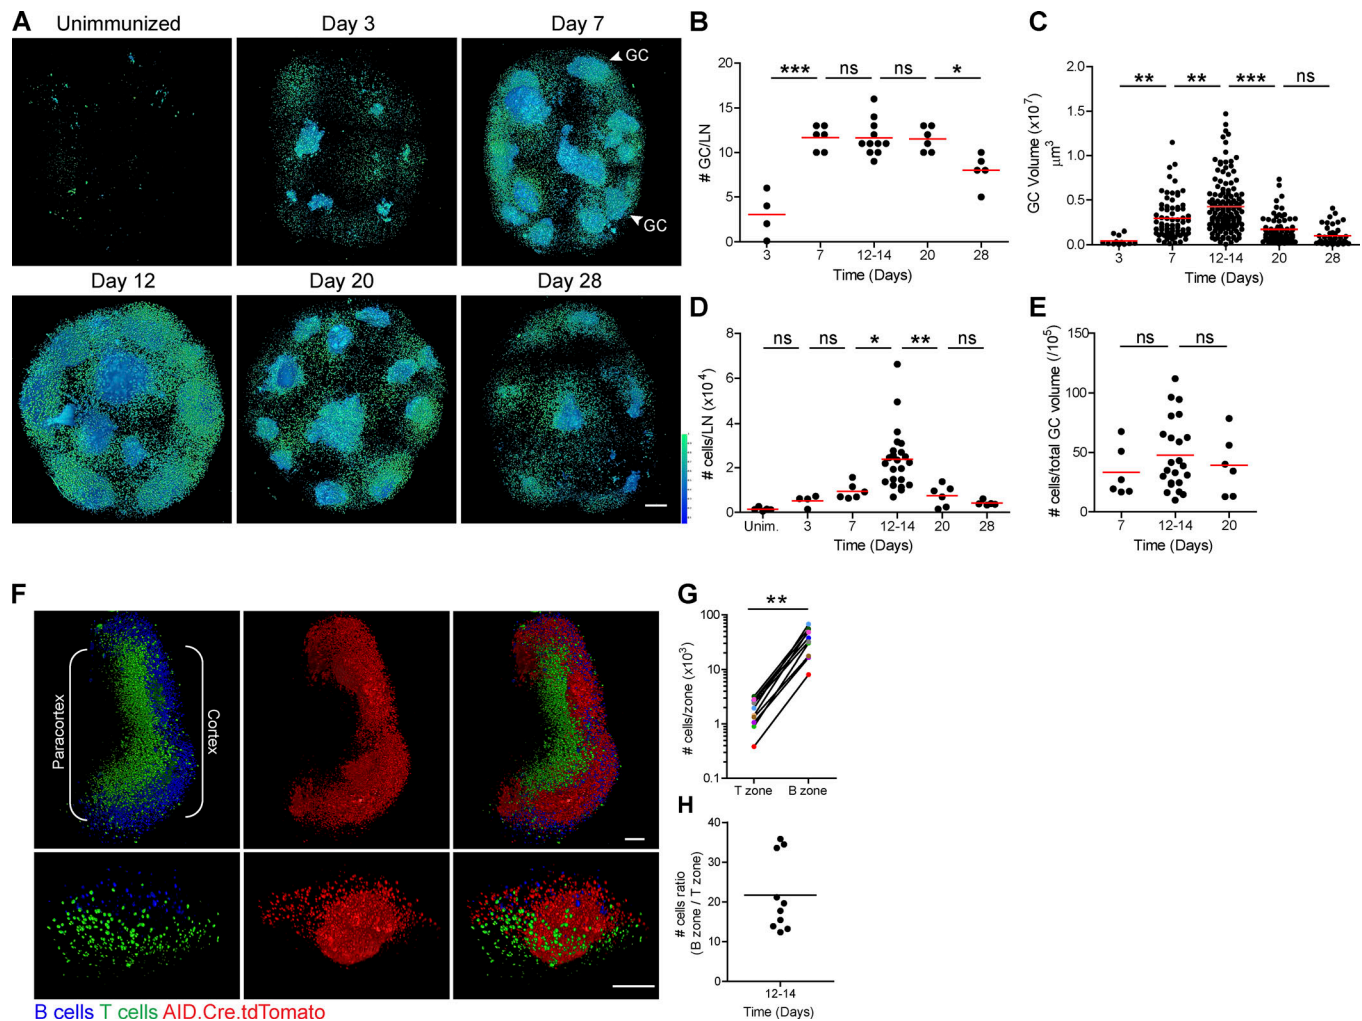 A
Unimmunized
Day 3
Day 7
GC
GC
Day 12
Day 20
Day 28
B
# GC/LN
20
15
10
5
0
*** ns ns *
3 7 12-14 20 28
Time (Days)
C
GC Volume (x10⁷)
µm³
2.0
1.5
1.0
0.5
0.0
** ** *** ns
3 7 12-14 20 28
Time (Days)
D
# cells/LN (x10⁴)
8
6
4
2
0
ns ns * ** ns
Unim. 3 7 12-14 20 28
Time (Days)
E
# cells/total GC volume (/10⁵)
150
100
50
0
ns ns
7 12-14 20
Time (Days)
F
Paracortex
Cortex
B cells T cells AID.Cre.tdTomato
G
# cells/zone (x10³)
100
10
1
0.1
**
T zone B zone
H
# cells ratio
(B zone / T zone)
40
30
20
10
0
12-14
Time (Days)